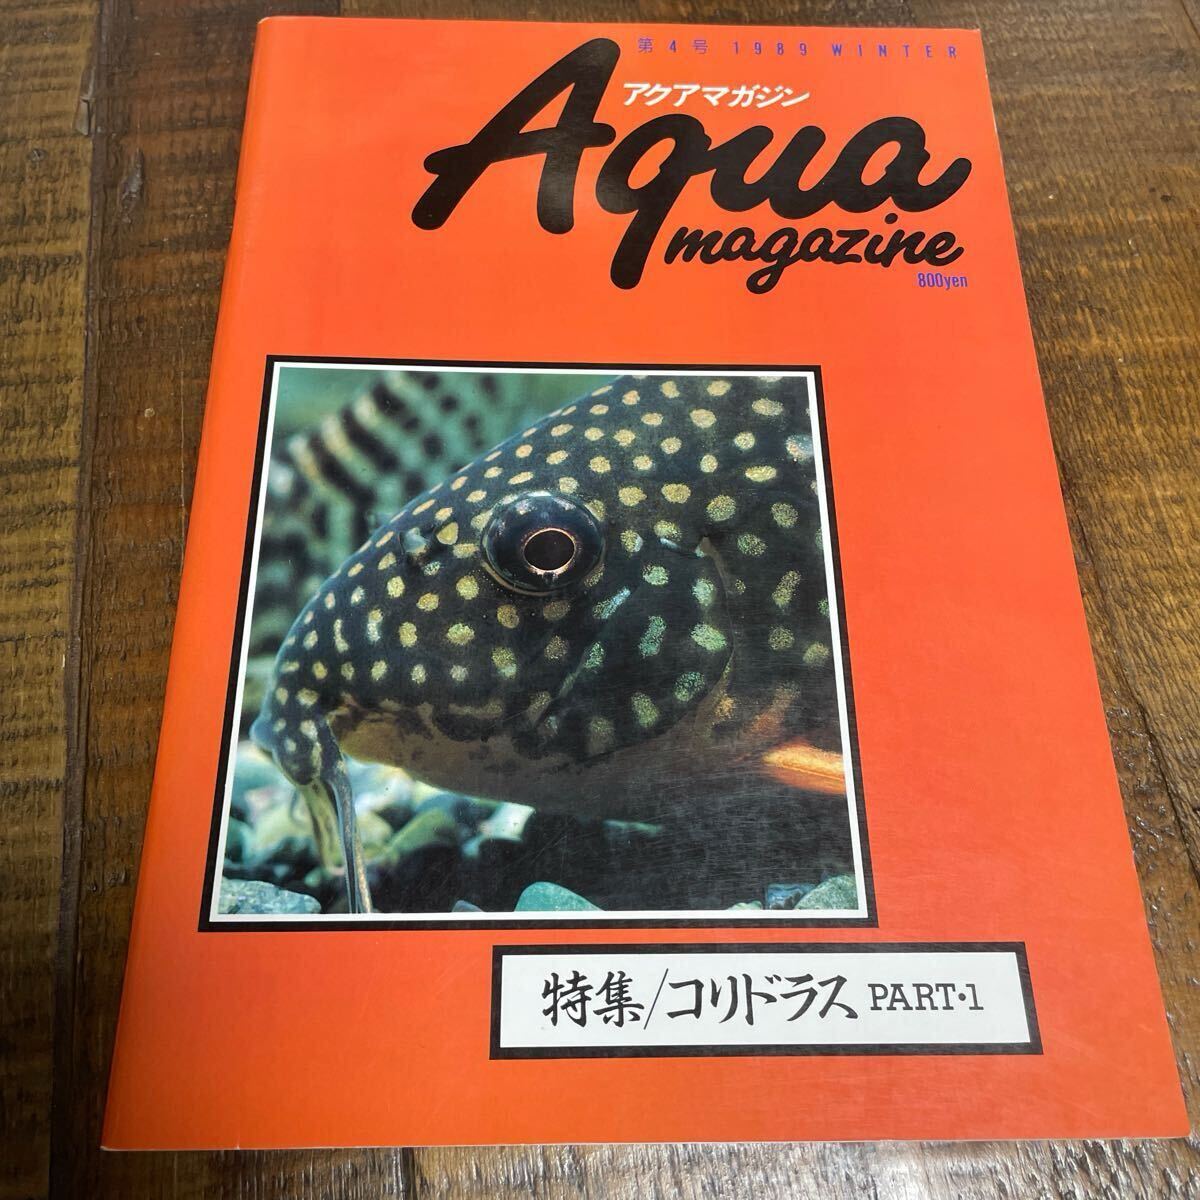 第4号 1989 WINTER
アクアマガジン
Aqua
magazine
800yen
特集/コリドラス PART・1